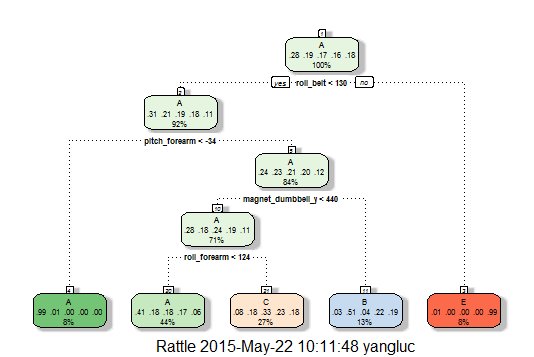 1
A
.28 .19 .17 .16 .18
100%
yes roll_belt < 130 no
2
A
.31 .21 .19 .18 .11
92%
pitch_forearm < -34
5
A
.24 .23 .21 .20 .12
84%
magnet_dumbbell_y < 440
10
A
.28 .18 .24 .19 .11
71%
roll_forearm < 124
4
A
.99 .01 .00 .00 .00
8%
20
A
.41 .18 .18 .17 .06
44%
21
C
.08 .18 .33 .23 .18
27%
11
B
.03 .51 .04 .22 .19
13%
3
E
.01 .00 .00 .00 .99
8%
Rattle 2015-May-22 10:11:48 yangluc